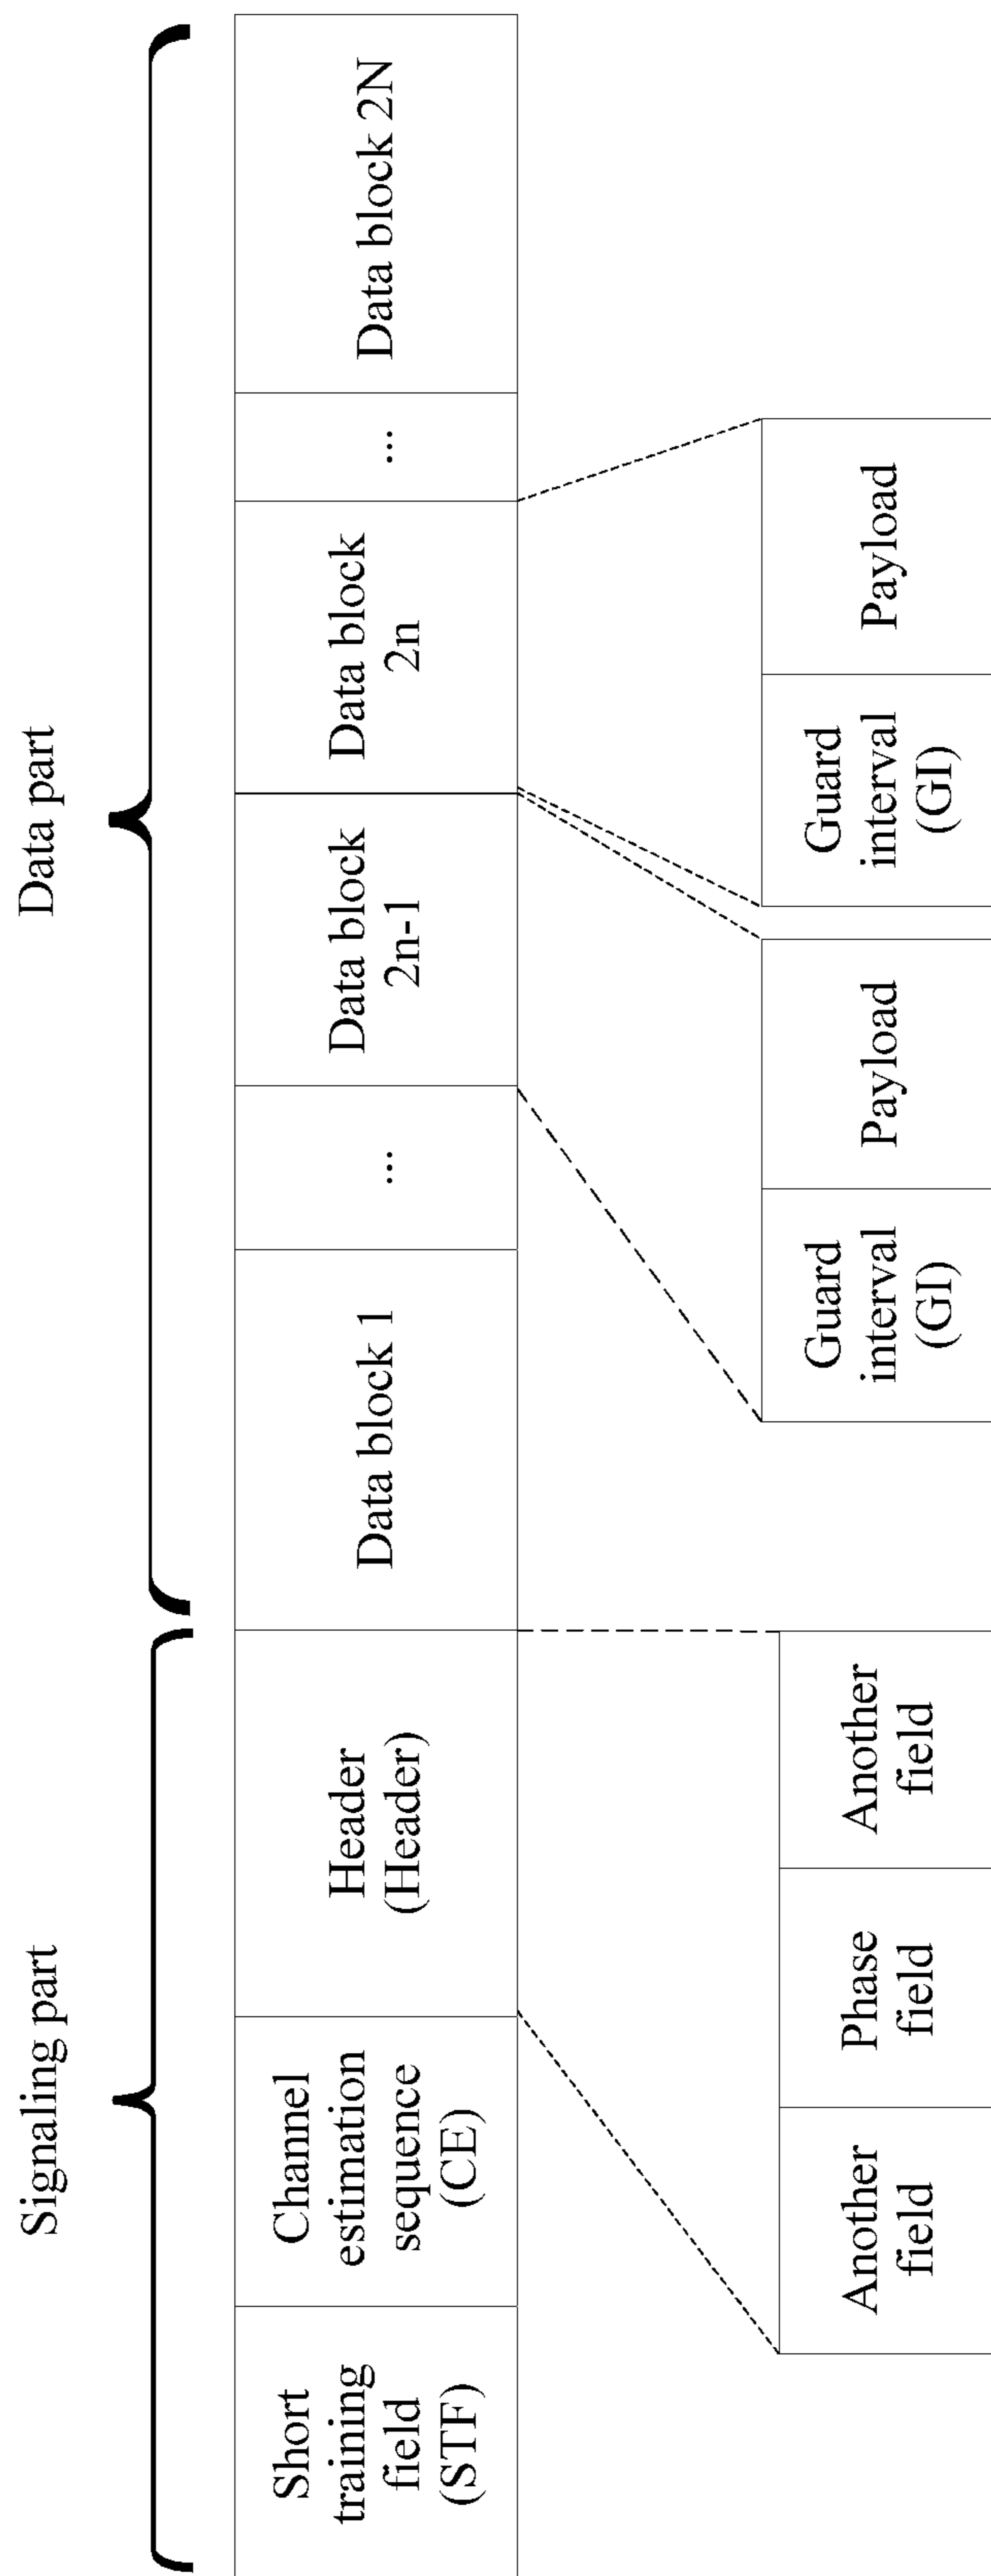 Signaling part
Data part
Short
training
field
(STF)
Channel
estimation
sequence
(CE)
Header
(Header)
Data block 1
...
Data block
2n-1
Data block
2n
...
Data block 2N
Another
field
Phase
field
Another
field
Guard
interval
(GI)
Payload
Guard
interval
(GI)
Payload